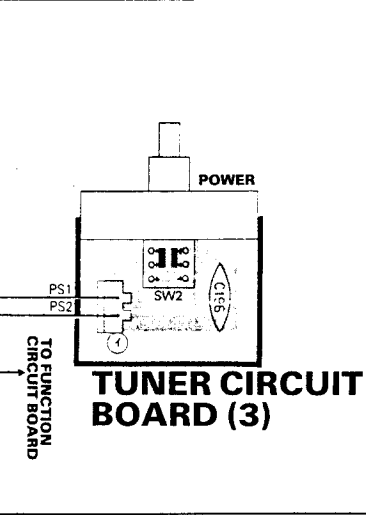 POWER
PS1
PS2
SW2
C196
1
TO FUNCTION
CIRCUIT BOARD
TUNER CIRCUIT
BOARD (3)